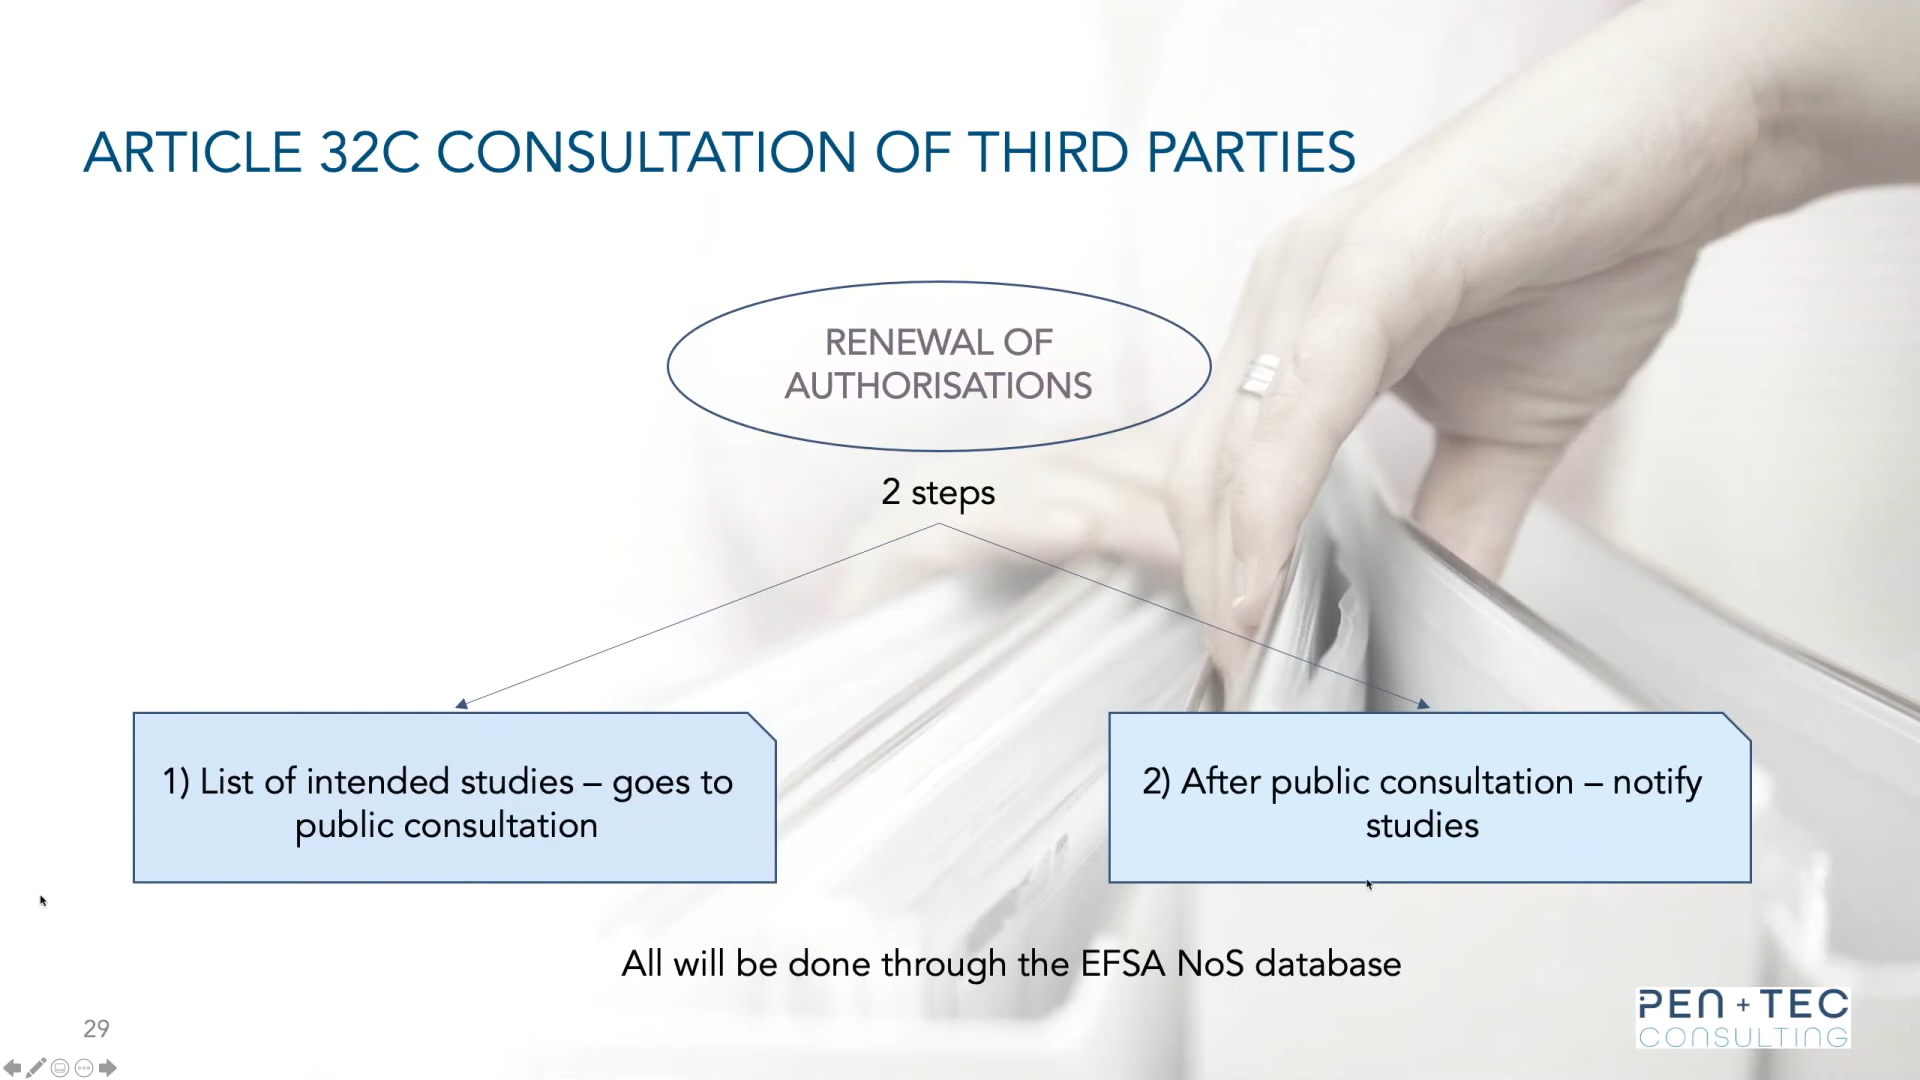 ARTICLE 32C CONSULTATION OF THIRD PARTIES
RENEWAL OF
AUTHORISATIONS
2 steps
1) List of intended studies – goes to
public consultation
2) After public consultation – notify
studies
All will be done through the EFSA NoS database
29
PEN + TEC
CONSULTING